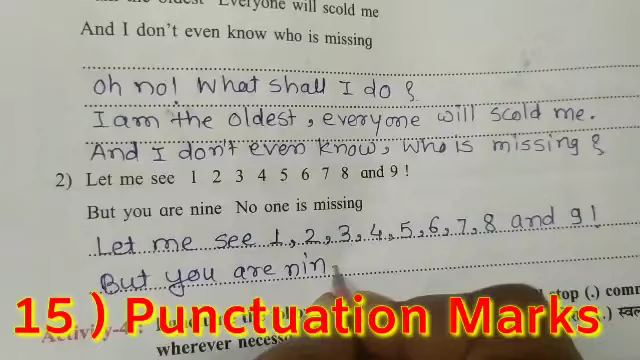 the oldest Everyone will scold me
And I don't even know who is missing
Oh no! What shall I do ?
I am the oldest, everyone will scold me.
And I don't even know, who is missing ?
2) Let me see 1 2 3 4 5 6 7 8 and 9 !
But you are nine No one is missing
Let me see 1, 2, 3, 4, 5, 6, 7, 8 and 9 !
But you are nin
15 ) Punctuation Marks
Activity-4 : stop (.) comm
wherever necess स्वल्